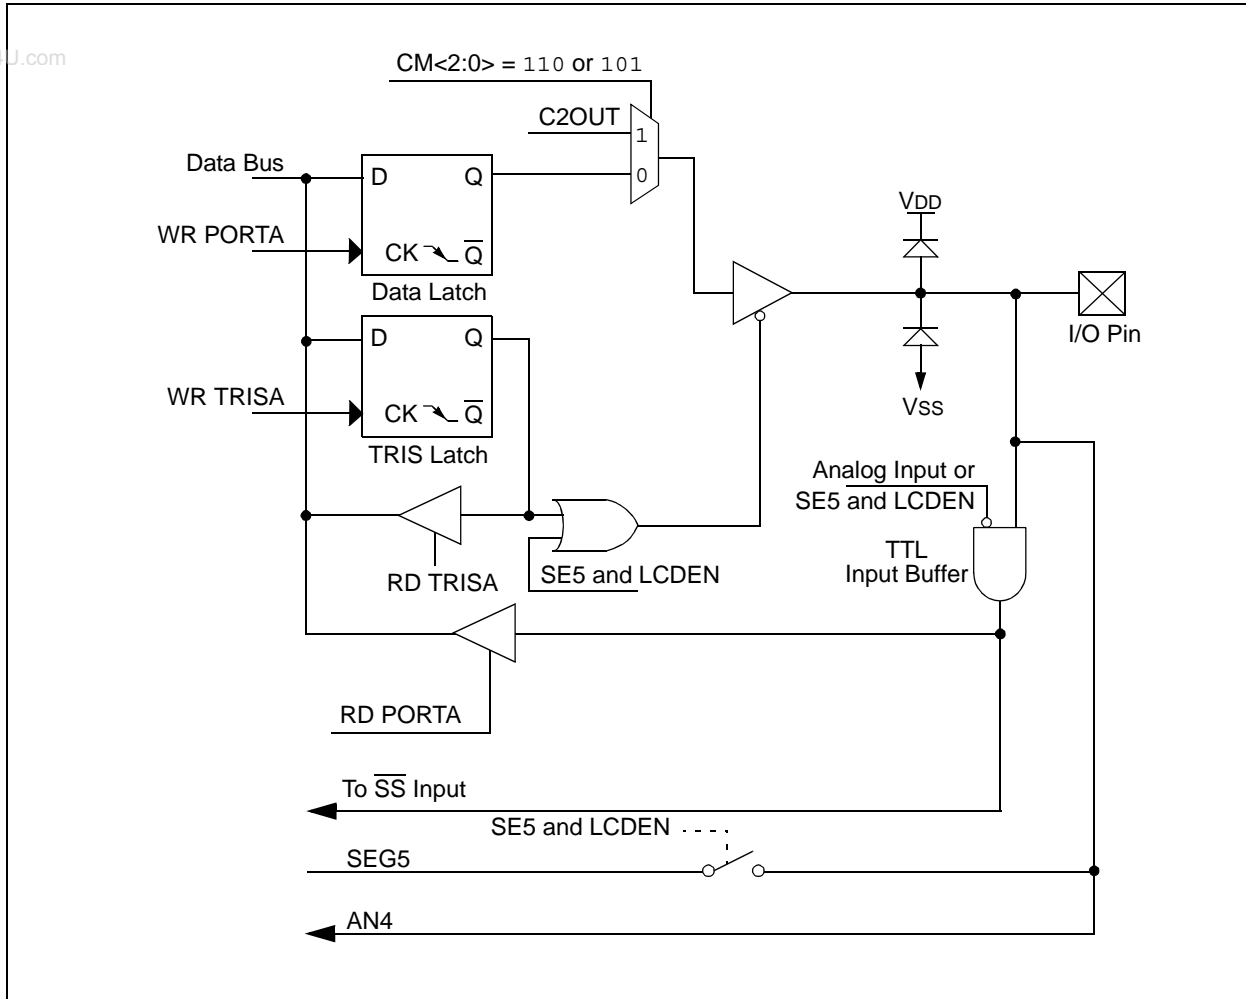 4U.com
CM<2:0> = 110 or 101
C2OUT
1
0
Data Bus
D Q
WR PORTA
CK Q̅
Data Latch
VDD
I/O Pin
VSS
D Q
WR TRISA
CK Q̅
TRIS Latch
Analog Input or
SE5 and LCDEN
TTL
Input Buffer
RD TRISA
SE5 and LCDEN
RD PORTA
To S̅S̅ Input
SE5 and LCDEN
SEG5
AN4